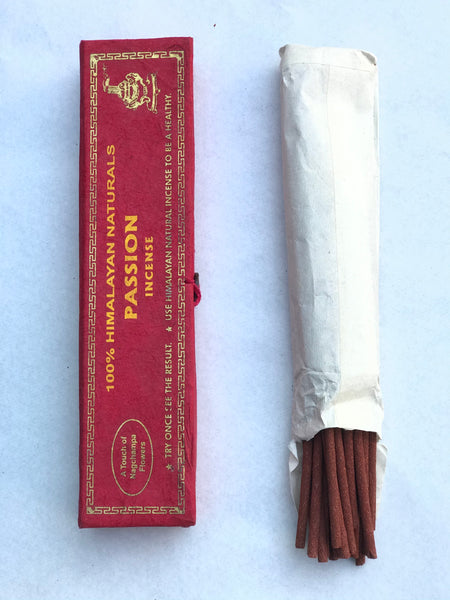 100% HIMALAYAN NATURALS
PASSION
INCENSE
★ TRY ONCE SEE THE RESULT. ★ USE HIMALAYAN NATURAL INCENSE TO BE A HEALTHY.
A Touch of
Nagchampa
Flowers